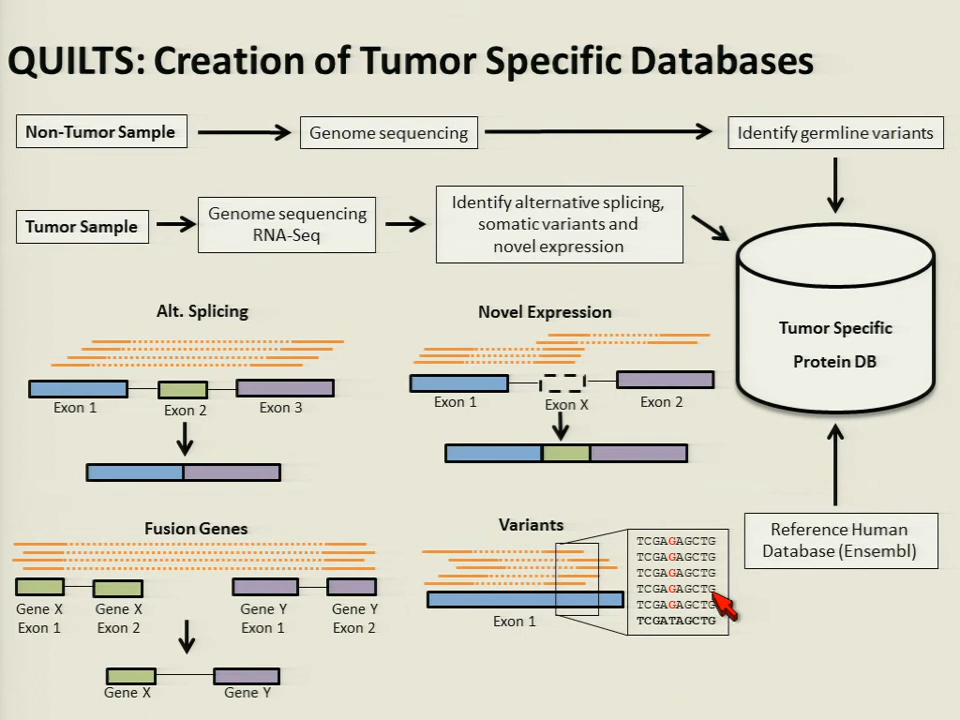 QUILTS: Creation of Tumor Specific Databases
Non-Tumor Sample
Genome sequencing
Identify germline variants
Tumor Sample
Genome sequencing
RNA-Seq
Identify alternative splicing,
somatic variants and
novel expression
Tumor Specific
Protein DB
Alt. Splicing
Exon 1
Exon 2
Exon 3
Novel Expression
Exon 1
Exon X
Exon 2
Fusion Genes
Gene X
Exon 1
Gene X
Exon 2
Gene Y
Exon 1
Gene Y
Exon 2
Gene X
Gene Y
Variants
Exon 1
TCGAGAGCTG
TCGAGAGCTG
TCGAGAGCTG
TCGAGAGCTG
TCGAGAGCTG
TCGATAGCTG
Reference Human
Database (Ensembl)